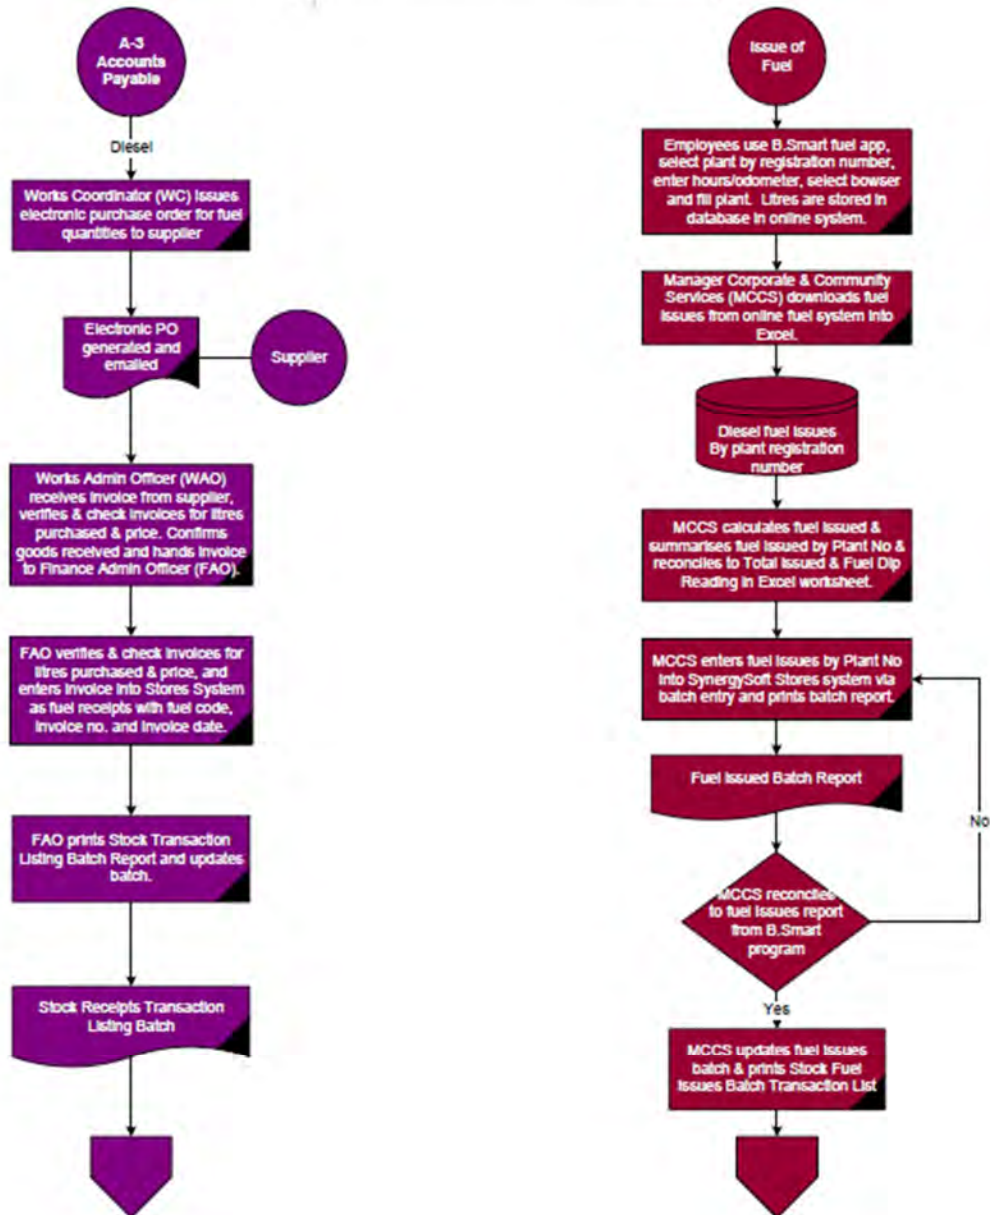 A-3
Accounts
Payable
Diesel
Works Coordinator (WC) issues
electronic purchase order for fuel
quantities to supplier
Electronic PO
generated and
emailed
Supplier
Works Admin Officer (WAO)
receives invoice from supplier,
verifies & check invoices for litres
purchased & price. Confirms
goods received and hands invoice
to Finance Admin Officer (FAO).
FAO verifies & check invoices for
litres purchased & price, and
enters invoice into Stores System
as fuel receipts with fuel code,
invoice no. and invoice date.
FAO prints Stock Transaction
Listing Batch Report and updates
batch.
Stock Receipts Transaction
Listing Batch
Issue of
Fuel
Employees use B.Smart fuel app,
select plant by registration number,
enter hours/odometer, select bowser
and fill plant. Litres are stored in
database in online system.
Manager Corporate & Community
Services (MCCS) downloads fuel
issues from online fuel system into
Excel.
Diesel fuel issues
By plant registration
number
MCCS calculates fuel issued &
summarises fuel issued by Plant No &
reconciles to Total issued & Fuel Dip
Reading in Excel worksheet.
MCCS enters fuel issues by Plant No
into SynergySoft Stores system via
batch entry and prints batch report.
Fuel Issued Batch Report
No
MCCS reconciles
to fuel issues report
from B.Smart
program
Yes
MCCS updates fuel issues
batch & prints Stock Fuel
Issues Batch Transaction List